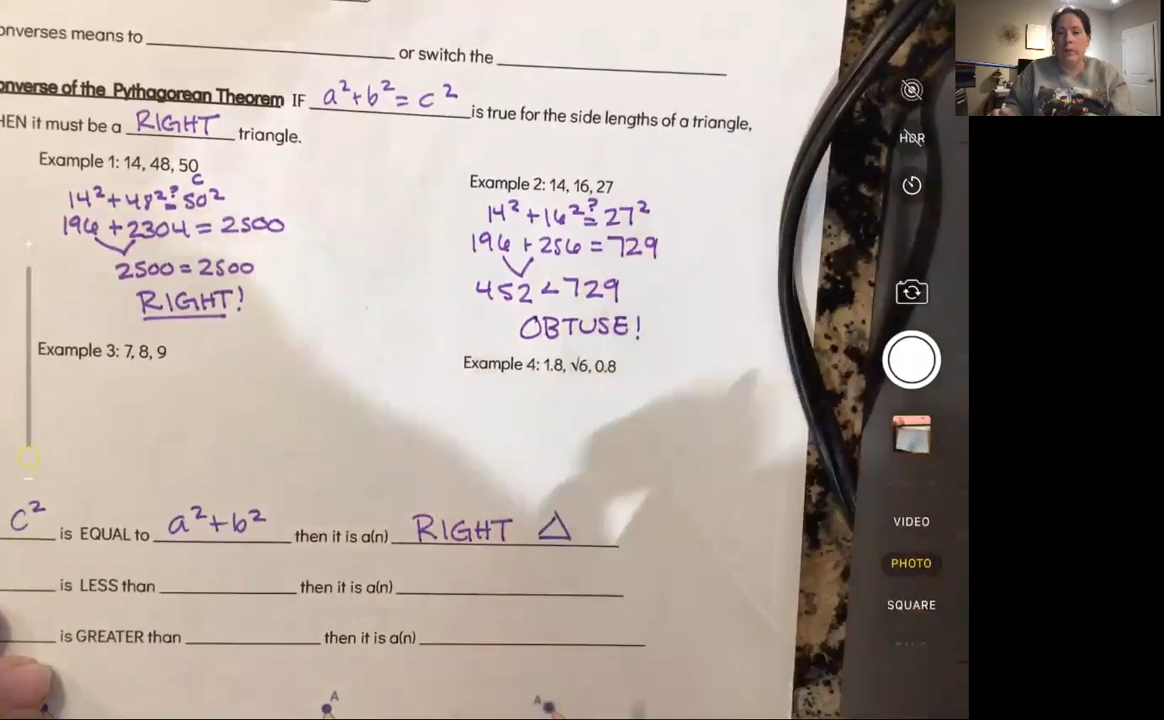 onverses means to or switch the
onverse of the Pythagorean Theorem IF a²+b²=c² is true for the side lengths of a triangle,
HEN it must be a RIGHT triangle.
Example 1: 14, 48, 50
c
14²+48²≟50²
196+2304=2500
2500=2500
RIGHT!
Example 2: 14, 16, 27
14²+16²≟27²
196+256=729
452<729
OBTUSE!
Example 3: 7, 8, 9
Example 4: 1.8, √6, 0.8
c² is EQUAL to a²+b² then it is a(n) RIGHT △
is LESS than then it is a(n)
is GREATER than then it is a(n)
A
A
HDR
VIDEO
PHOTO
SQUARE